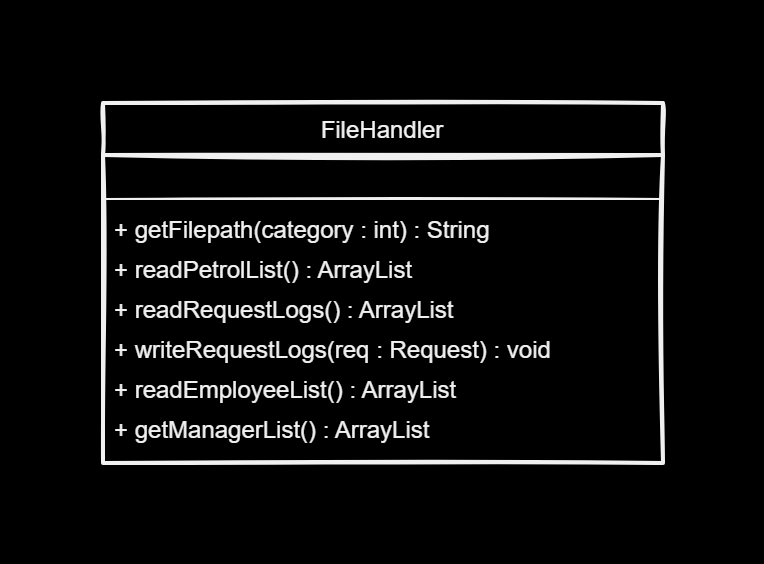 FileHandler
+ getFilepath(category : int) : String
+ readPetrolList() : ArrayList
+ readRequestLogs() : ArrayList
+ writeRequestLogs(req : Request) : void
+ readEmployeeList() : ArrayList
+ getManagerList() : ArrayList